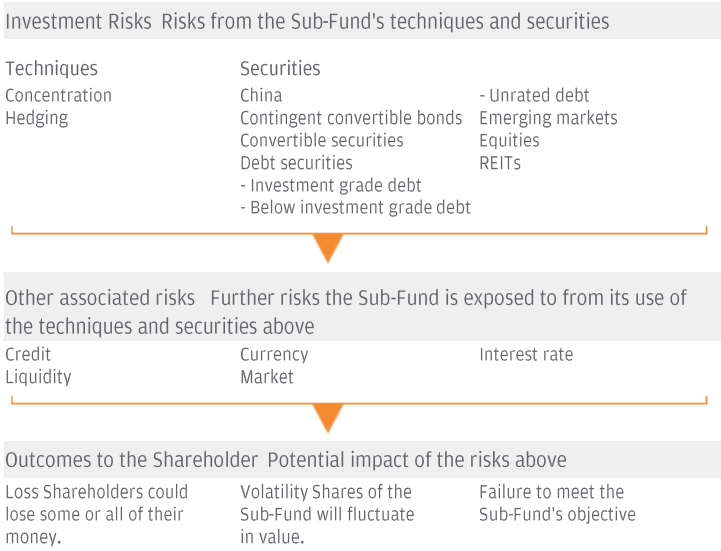 Investment Risks Risks from the Sub-Fund's techniques and securities
Techniques
Concentration
Hedging
Securities
China
Contingent convertible bonds
Convertible securities
Debt securities
- Investment grade debt
- Below investment grade debt
- Unrated debt
Emerging markets
Equities
REITs
Other associated risks Further risks the Sub-Fund is exposed to from its use of
the techniques and securities above
Credit
Liquidity
Currency
Market
Interest rate
Outcomes to the Shareholder Potential impact of the risks above
Loss Shareholders could
lose some or all of their
money.
Volatility Shares of the
Sub-Fund will fluctuate
in value.
Failure to meet the
Sub-Fund's objective